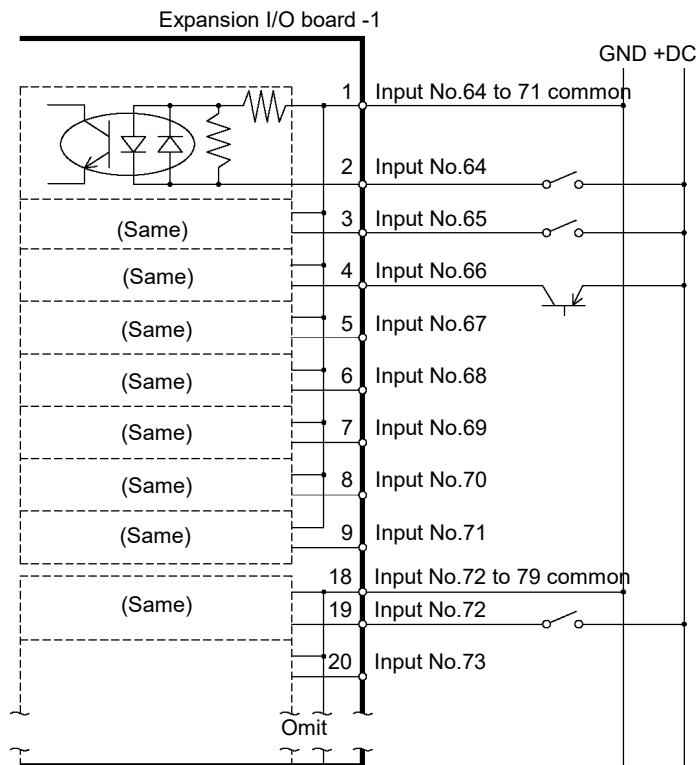 Expansion I/O board -1
GND +DC
1 Input No.64 to 71 common
2 Input No.64
(Same) 3 Input No.65
(Same) 4 Input No.66
(Same) 5 Input No.67
(Same) 6 Input No.68
(Same) 7 Input No.69
(Same) 8 Input No.70
(Same) 9 Input No.71
18 Input No.72 to 79 common
(Same) 19 Input No.72
20 Input No.73
Omit